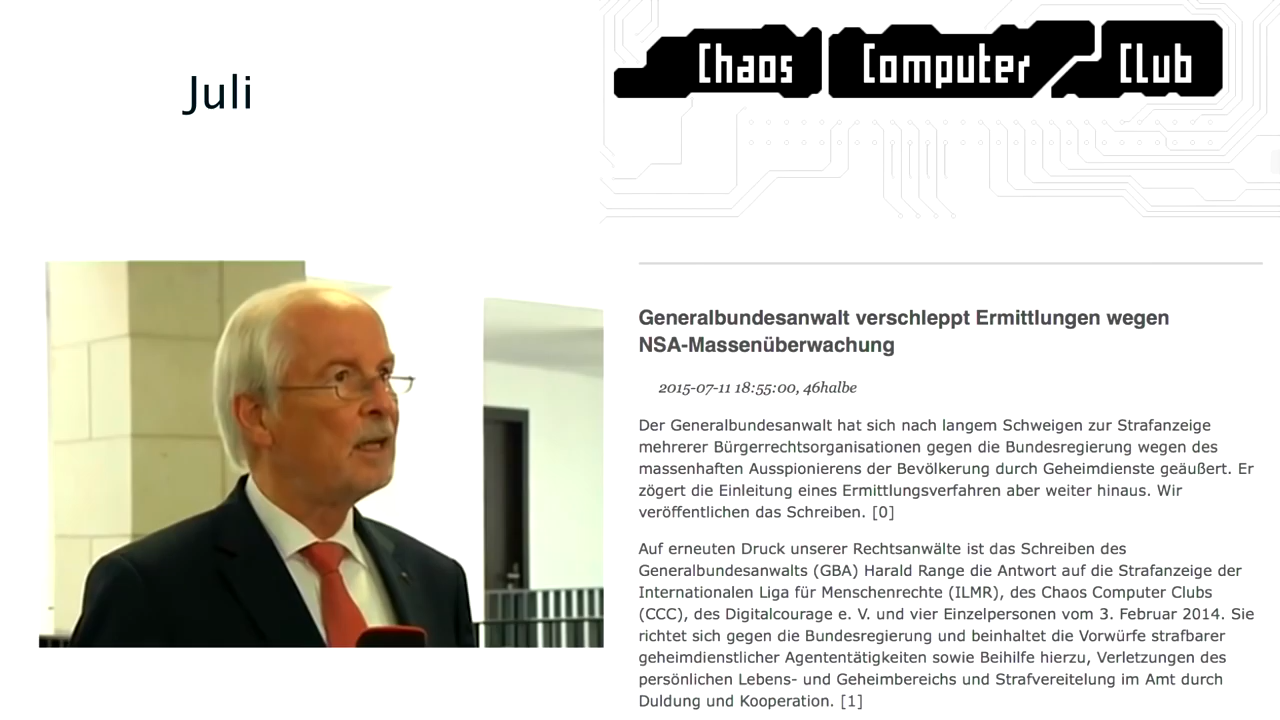 Juli
Chaos Computer Club
Generalbundesanwalt verschleppt Ermittlungen wegen
NSA-Massenüberwachung
2015-07-11 18:55:00, 46halbe
Der Generalbundesanwalt hat sich nach langem Schweigen zur Strafanzeige
mehrerer Bürgerrechtsorganisationen gegen die Bundesregierung wegen des
massenhaften Ausspionierens der Bevölkerung durch Geheimdienste geäußert. Er
zögert die Einleitung eines Ermittlungsverfahren aber weiter hinaus. Wir
veröffentlichen das Schreiben. [0]
Auf erneuten Druck unserer Rechtsanwälte ist das Schreiben des
Generalbundesanwalts (GBA) Harald Range die Antwort auf die Strafanzeige der
Internationalen Liga für Menschenrechte (ILMR), des Chaos Computer Clubs
(CCC), des Digitalcourage e. V. und vier Einzelpersonen vom 3. Februar 2014. Sie
richtet sich gegen die Bundesregierung und beinhaltet die Vorwürfe strafbarer
geheimdienstlicher Agententätigkeiten sowie Beihilfe hierzu, Verletzungen des
persönlichen Lebens- und Geheimbereichs und Strafvereitelung im Amt durch
Duldung und Kooperation. [1]